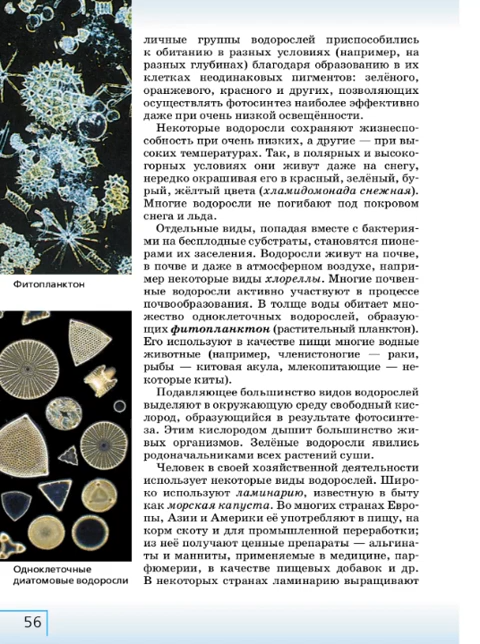 личные группы водорослей приспособились
к обитанию в разных условиях (например, на
разных глубинах) благодаря образованию в их
клетках неодинаковых пигментов: зелёного,
оранжевого, красного и других, позволяющих
осуществлять фотосинтез наиболее эффективно
даже при очень низкой освещённости.
Некоторые водоросли сохраняют жизнеспо-
собность при очень низких, а другие — при вы-
соких температурах. Так, в полярных и высоко-
горных условиях они живут даже на снегу,
нередко окрашивая его в красный, зелёный, бу-
рый, жёлтый цвета (хламидомонада снежная).
Многие водоросли не погибают под покровом
снега и льда.
Отдельные виды, попадая вместе с бактерия-
ми на бесплодные субстраты, становятся пионе-
рами их заселения. Водоросли живут на почве,
в почве и даже в атмосферном воздухе, напри-
мер некоторые виды хлореллы. Многие почвен-
ные водоросли активно участвуют в процессе
почвообразования. В толще воды обитает мно-
жество одноклеточных водорослей, образую-
щих фитопланктон (растительный планктон).
Его используют в качестве пищи многие водные
животные (например, членистоногие — раки,
рыбы — китовая акула, млекопитающие — не-
которые киты).
Подавляющее большинство видов водорослей
выделяют в окружающую среду свободный кис-
лород, образующийся в результате фотосинте-
за. Этим кислородом дышит большинство жи-
вых организмов. Зелёные водоросли явились
родоначальниками всех растений суши.
Человек в своей хозяйственной деятельности
использует некоторые виды водорослей. Широ-
ко используют ламинарию, известную в быту
как морская капуста. Во многих странах Евро-
пы, Азии и Америки её употребляют в пищу, на
корм скоту и для промышленной переработки;
из неё получают ценные препараты — альгина-
ты и манниты, применяемые в медицине, пар-
фюмерии, в качестве пищевых добавок и др.
В некоторых странах ламинарию выращивают
Фитопланктон
Одноклеточные
диатомовые водоросли
56